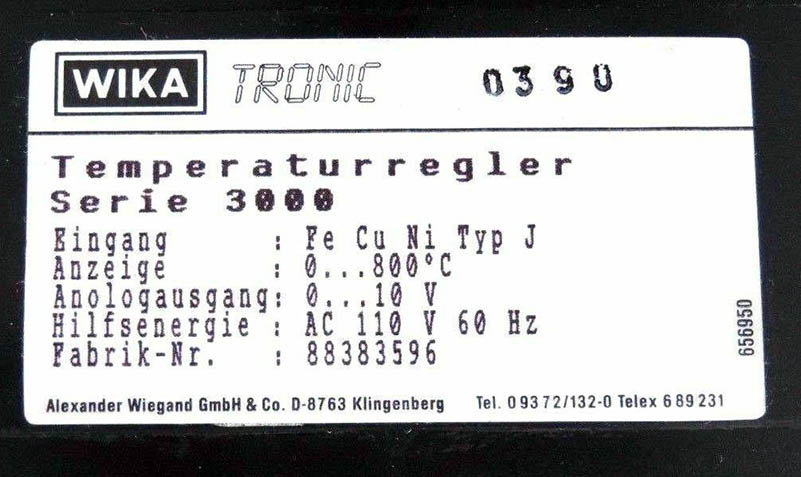 WIKA TRONIC 0390
Temperaturregler
Serie 3000
Eingang : Fe Cu Ni Typ J
Anzeige : 0...800°C
Anologausgang: 0...10 V
Hilfsenergie : AC 110 V 60 Hz
Fabrik-Nr. : 88383596
656950
Alexander Wiegand GmbH & Co. D-8763 Klingenberg Tel. 09372/132-0 Telex 689231